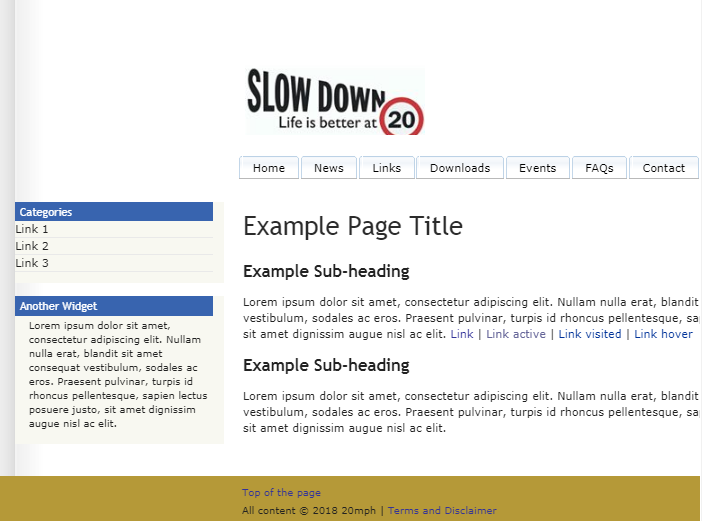 SLOW DOWN
Life is better at 20
Home News Links Downloads Events FAQs Contact
Categories
Link 1
Link 2
Link 3
Another Widget
Lorem ipsum dolor sit amet,
consectetur adipiscing elit. Nullam
nulla erat, blandit sit amet
consequat vestibulum, sodales ac
eros. Praesent pulvinar, turpis id
rhoncus pellentesque, sapien lectus
posuere justo, sit amet dignissim
augue nisl ac elit.
Example Page Title
Example Sub-heading
Lorem ipsum dolor sit amet, consectetur adipiscing elit. Nullam nulla erat, blandit
vestibulum, sodales ac eros. Praesent pulvinar, turpis id rhoncus pellentesque, sa
sit amet dignissim augue nisl ac elit. Link | Link active | Link visited | Link hover
Example Sub-heading
Lorem ipsum dolor sit amet, consectetur adipiscing elit. Nullam nulla erat, blandit
vestibulum, sodales ac eros. Praesent pulvinar, turpis id rhoncus pellentesque, sa
sit amet dignissim augue nisl ac elit.
Top of the page
All content © 2018 20mph | Terms and Disclaimer